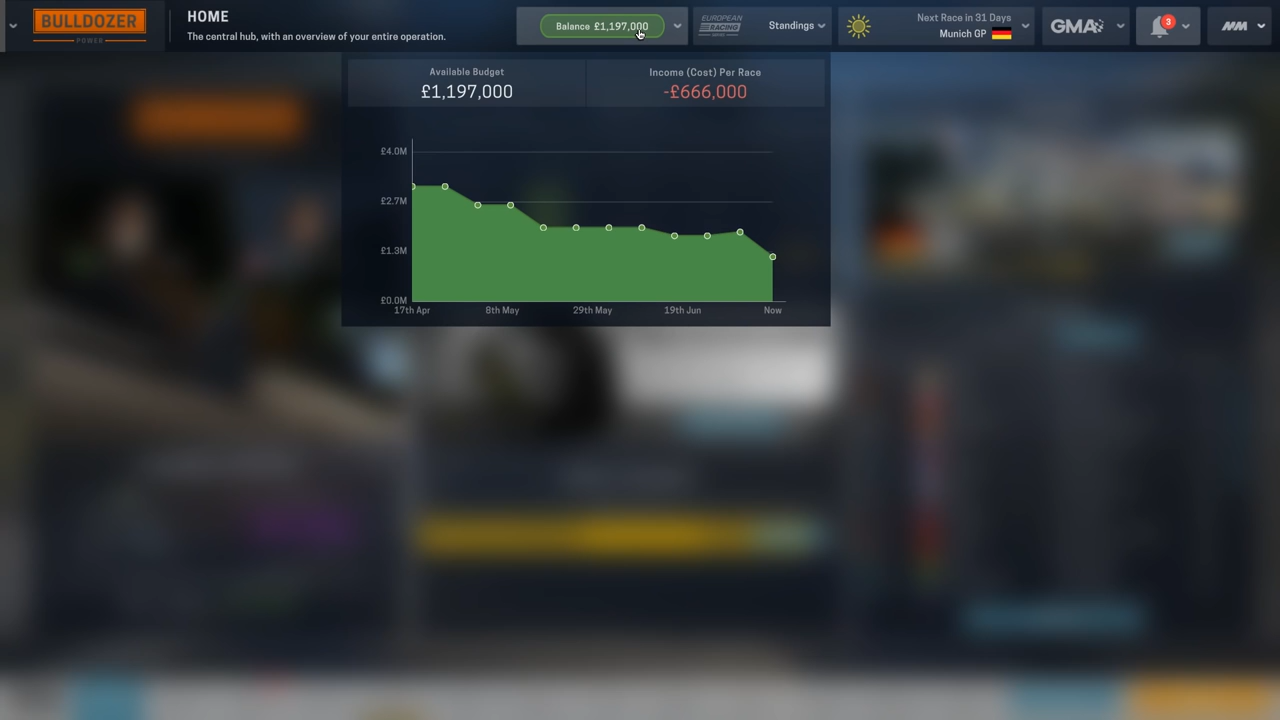 BULLDOZER
POWER
HOME
The central hub, with an overview of your entire operation.
Balance £1,197,000
EUROPEAN
RACING
SERIES
Standings
Next Race in 31 Days
Munich GP
GMA
3
Available Budget
£1,197,000
Income (Cost) Per Race
-£666,000
£4.0M
£2.7M
£1.3M
£0.0M
17th Apr
8th May
29th May
19th Jun
Now